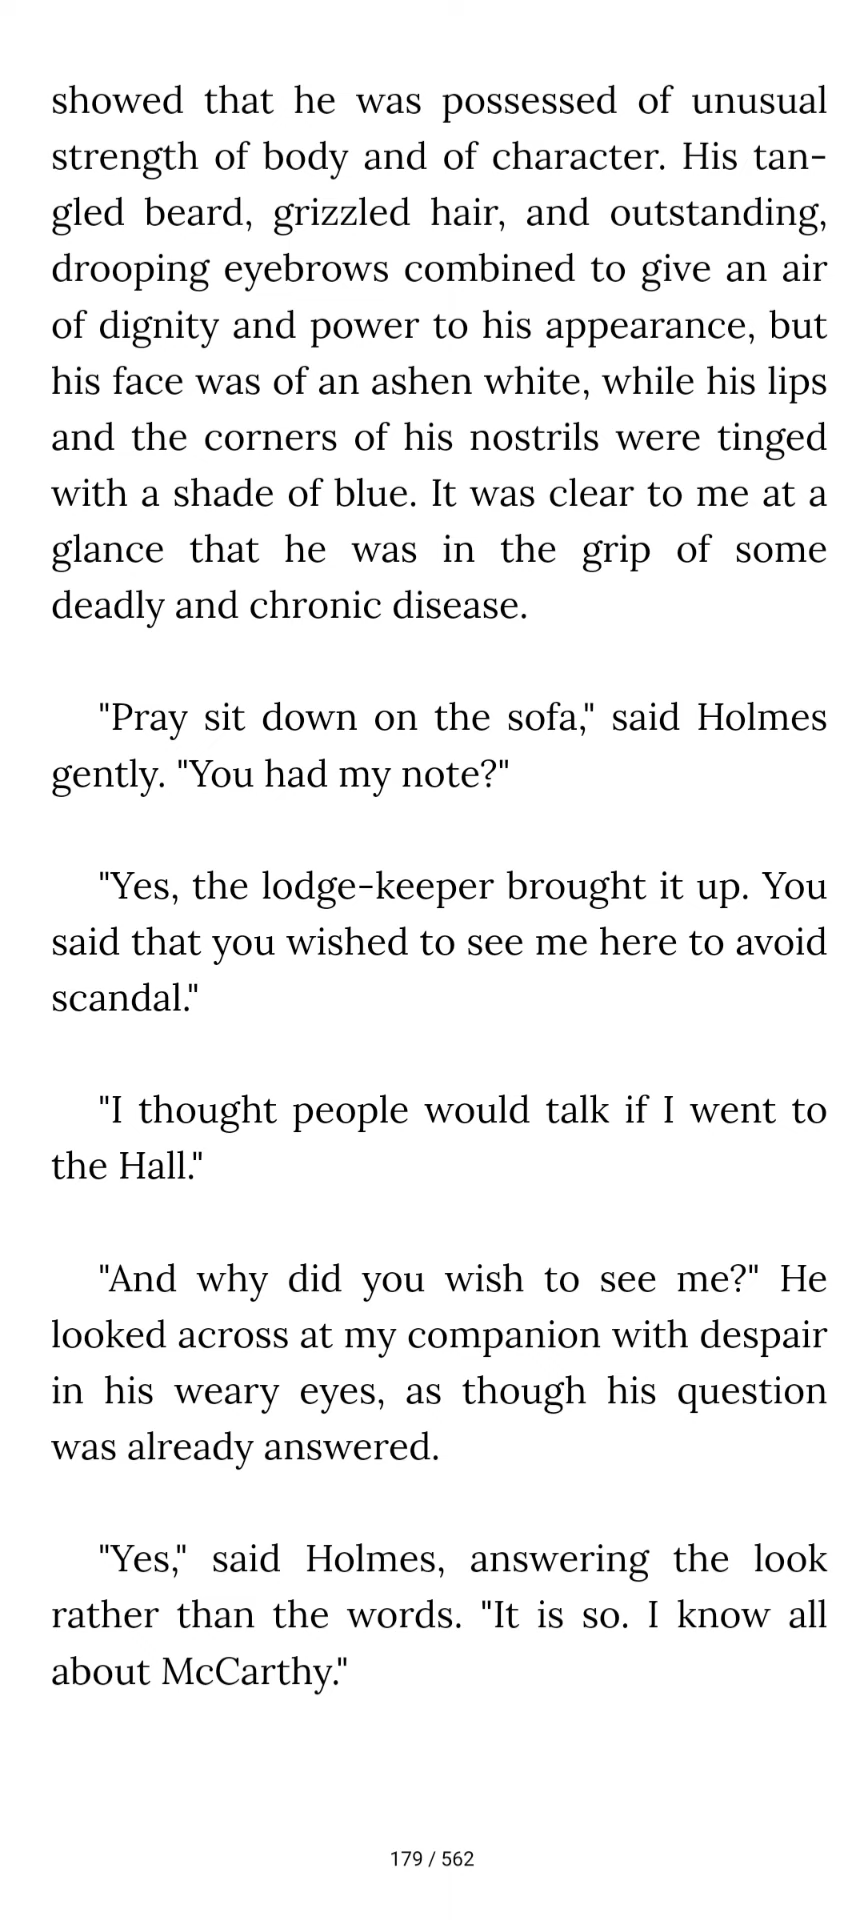 showed that he was possessed of unusual
strength of body and of character. His tan-
gled beard, grizzled hair, and outstanding,
drooping eyebrows combined to give an air
of dignity and power to his appearance, but
his face was of an ashen white, while his lips
and the corners of his nostrils were tinged
with a shade of blue. It was clear to me at a
glance that he was in the grip of some
deadly and chronic disease.
"Pray sit down on the sofa," said Holmes
gently. "You had my note?"
"Yes, the lodge-keeper brought it up. You
said that you wished to see me here to avoid
scandal."
"I thought people would talk if I went to
the Hall."
"And why did you wish to see me?" He
looked across at my companion with despair
in his weary eyes, as though his question
was already answered.
"Yes," said Holmes, answering the look
rather than the words. "It is so. I know all
about McCarthy."
179 / 562